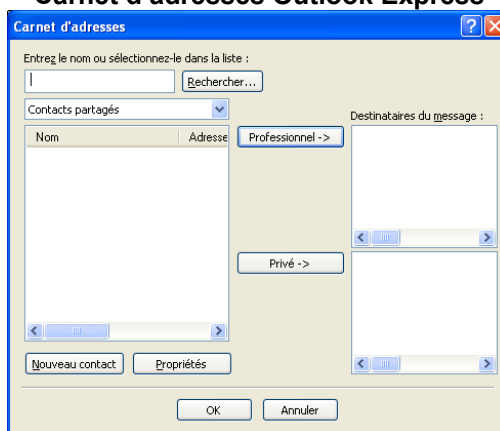 Carnet d'adresses Outlook Express
Carnet d'adresses
Entrez le nom ou sélectionnez-le dans la liste :
Rechercher...
Contacts partagés
Destinataires du message :
Nom Adresse
Professionnel ->
Privé ->
Nouveau contact Propriétés
OK Annuler